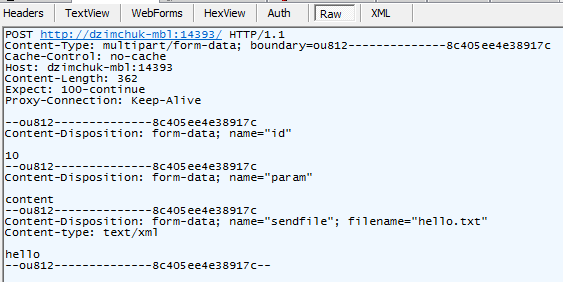 Headers TextView WebForms HexView Auth Raw XML
POST http://dzimchuk-mbl:14393/ HTTP/1.1
Content-Type: multipart/form-data; boundary=ou812--------------8c405ee4e38917c
Cache-Control: no-cache
Host: dzimchuk-mbl:14393
Content-Length: 362
Expect: 100-continue
Proxy-Connection: Keep-Alive
--ou812--------------8c405ee4e38917c
Content-Disposition: form-data; name="id"
10
--ou812--------------8c405ee4e38917c
Content-Disposition: form-data; name="param"
content
--ou812--------------8c405ee4e38917c
Content-Disposition: form-data; name="sendfile"; filename="hello.txt"
Content-type: text/xml
hello
--ou812--------------8c405ee4e38917c--